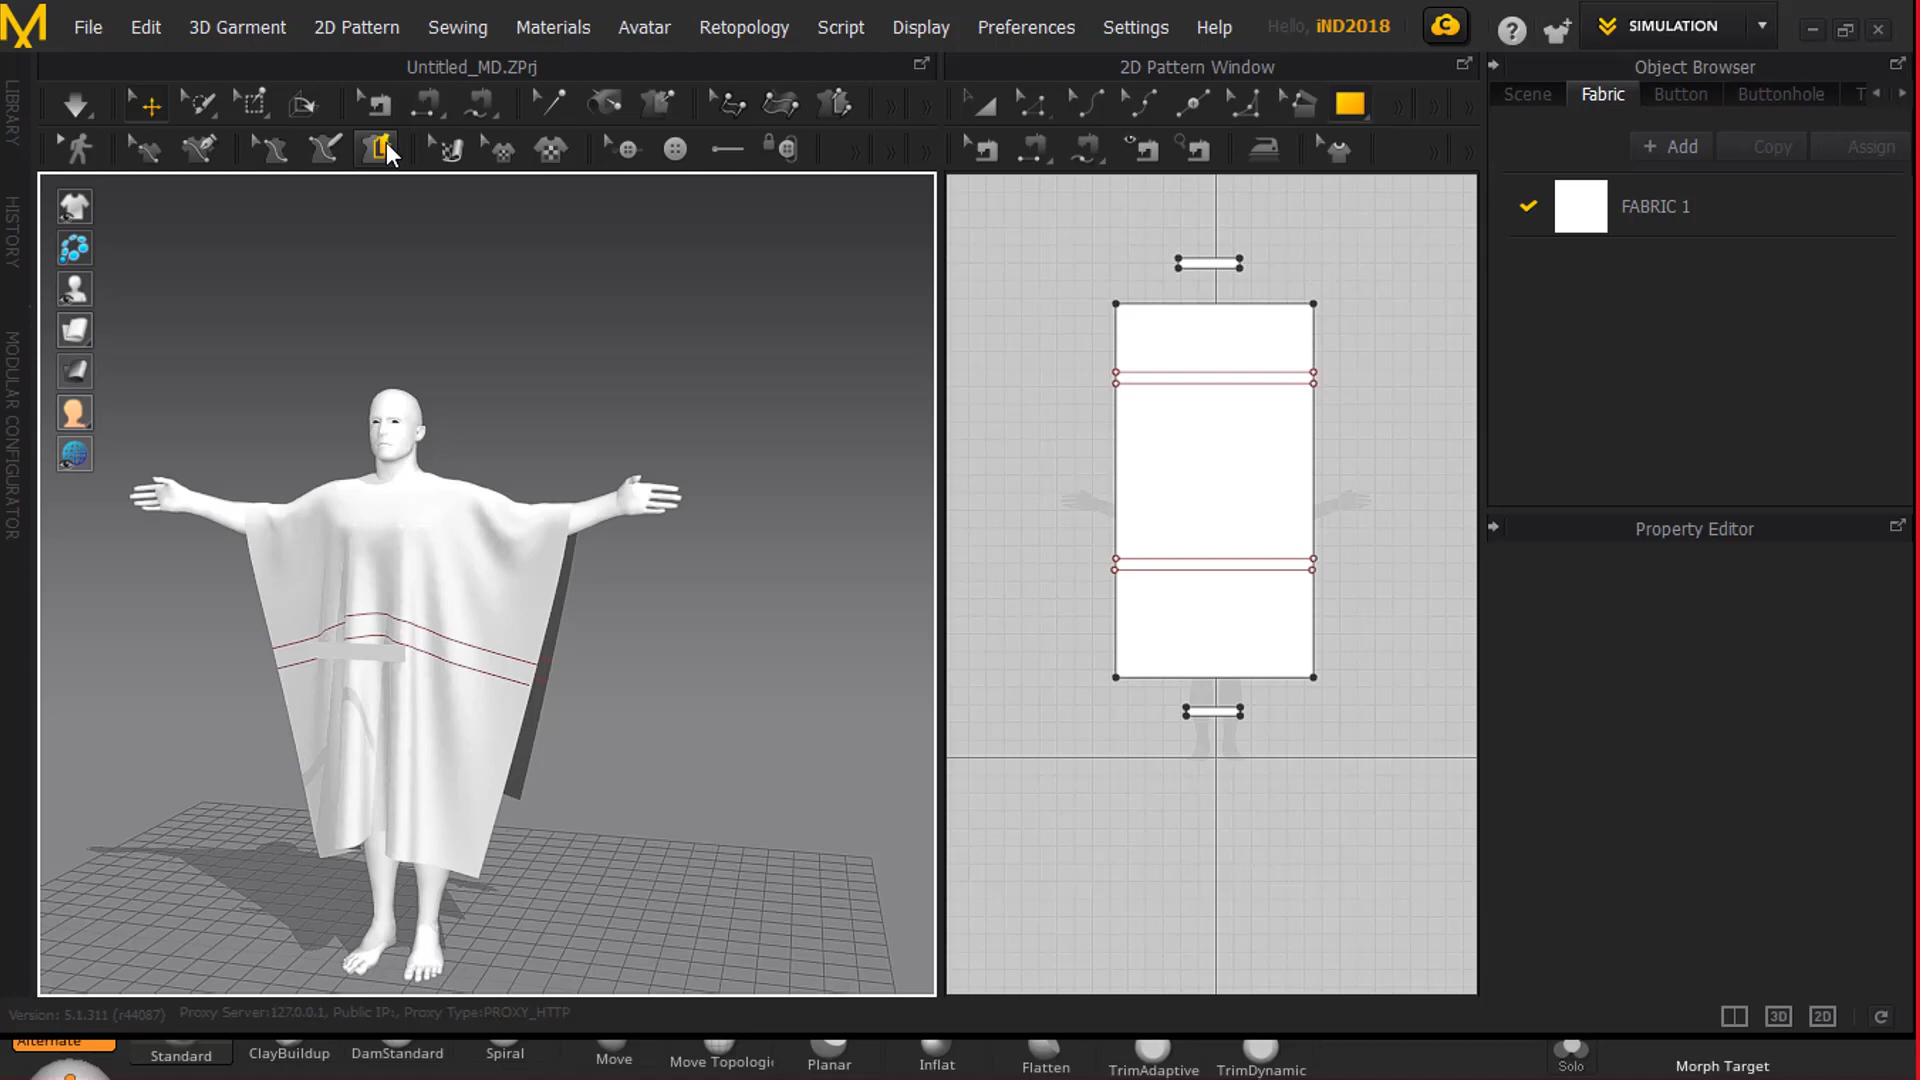 File Edit 3D Garment 2D Pattern Sewing Materials Avatar Retopology Script Display Preferences Settings Help Hello, iND2018 SIMULATION
Untitled_MD.ZPrj
2D Pattern Window
Object Browser
Scene Fabric Button Buttonhole T
+ Add Copy Assign
FABRIC 1
LIBRARY
HISTORY
MODULAR CONFIGURATOR
Property Editor
Version: 5.1.311 (r44087) Proxy Server:127.0.0.1, Public IP:, Proxy Type:PROXY_HTTP
3D 2D
Alternate
Standard ClayBuildup DamStandard Spiral Move Move Topologic Planar Inflat Flatten TrimAdaptive TrimDynamic Solo Morph Target